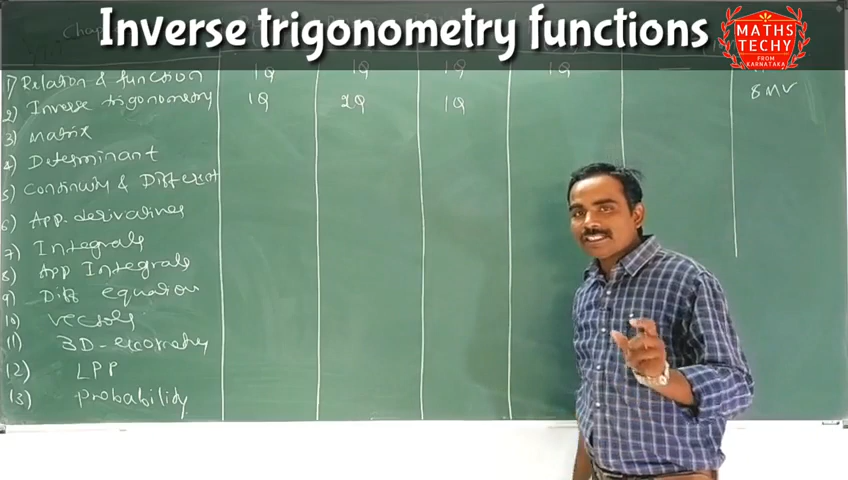 Inverse trigonometry functions
MATHS
TECHY
FROM
KARNATAKA
Chap
1) Relation & function 1Q 1Q 1Q 1Q
2) Inverse trigonometry 1Q 2Q 1Q 8M
3) Matrix
4) Determinant
5) Continuity &
6) App. derivatives
7) Integrals
8) App Integrals
9) Diff equation
10) vectors
11) 3D-
12) LPP
13) probability